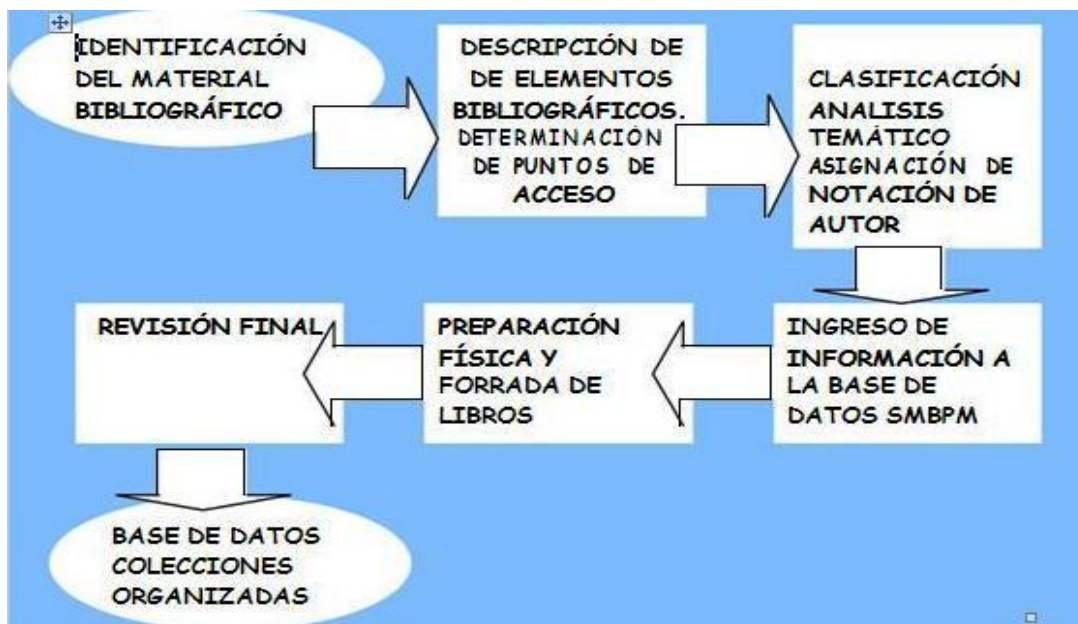 IDENTIFICACIÓN
DEL MATERIAL
BIBLIOGRÁFICO
DESCRIPCIÓN DE
DE ELEMENTOS
BIBLIOGRÁFICOS.
DETERMINACIÓN
DE PUNTOS DE
ACCESO
CLASIFICACIÓN
ANALISIS
TEMÁTICO
ASIGNACIÓN DE
NOTACIÓN DE
AUTOR
INGRESO DE
INFORMACIÓN A
LA BASE DE
DATOS SMBPM
PREPARACIÓN
FÍSICA Y
FORRADA DE
LIBROS
REVISIÓN FINAL
BASE DE DATOS
COLECCIONES
ORGANIZADAS